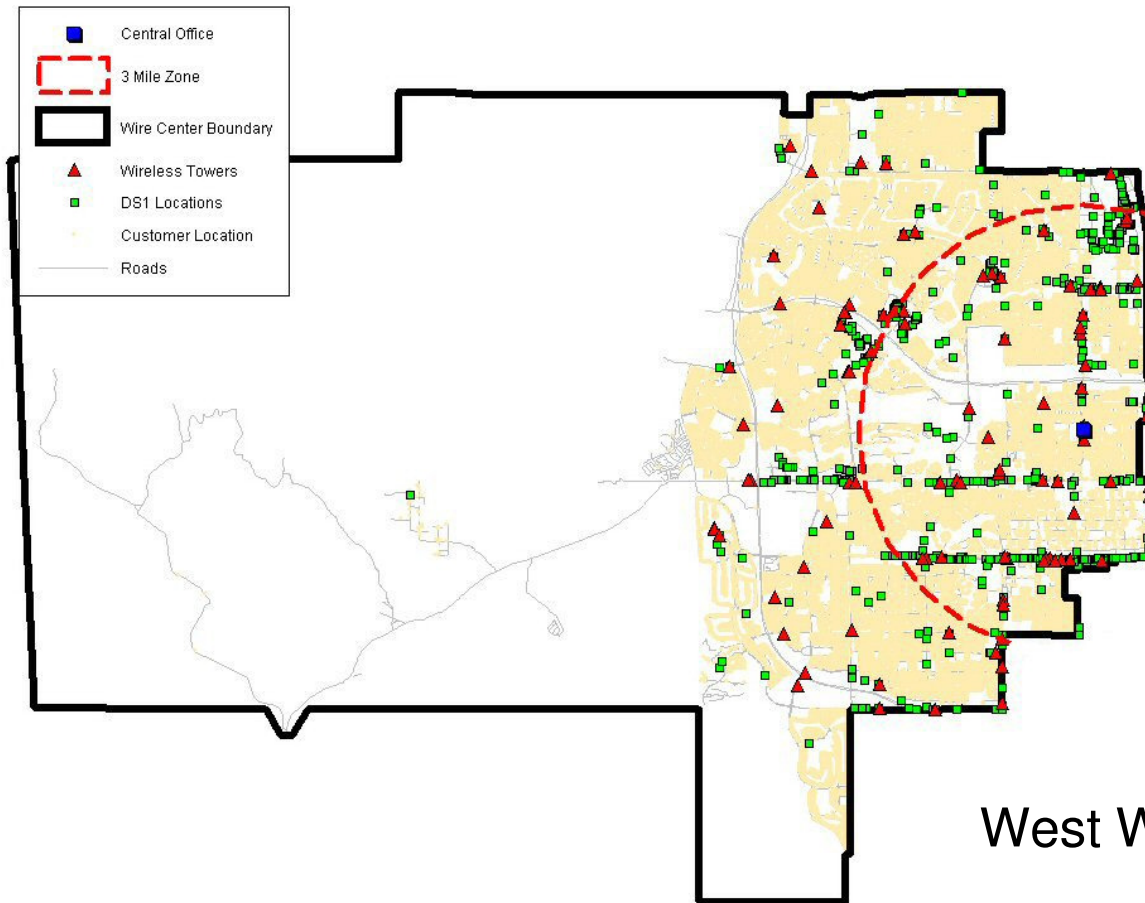 Central Office
3 Mile Zone
Wire Center Boundary
Wireless Towers
DS1 Locations
Customer Location
Roads
West W